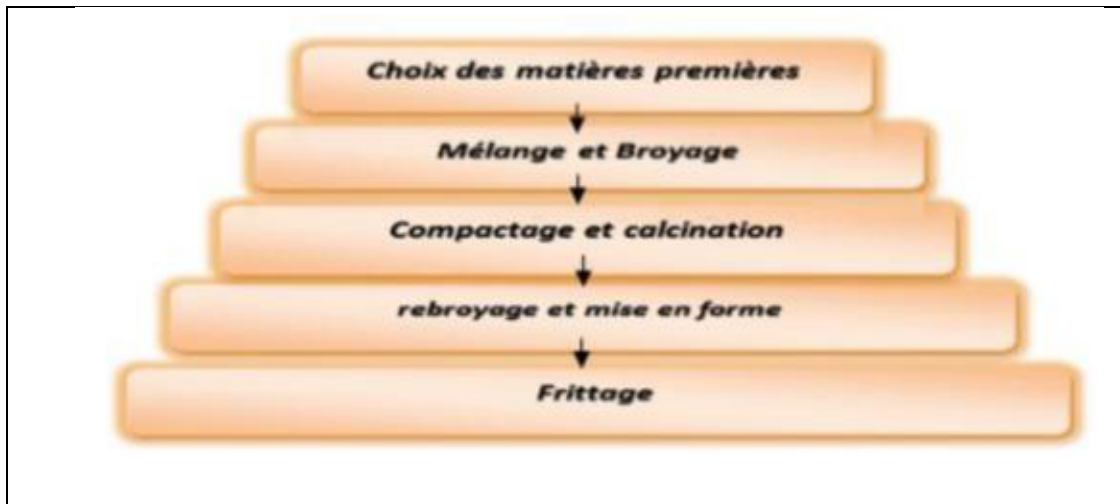 Choix des matières premières
Mélange et Broyage
Compactage et calcination
rebroyage et mise en forme
Frittage